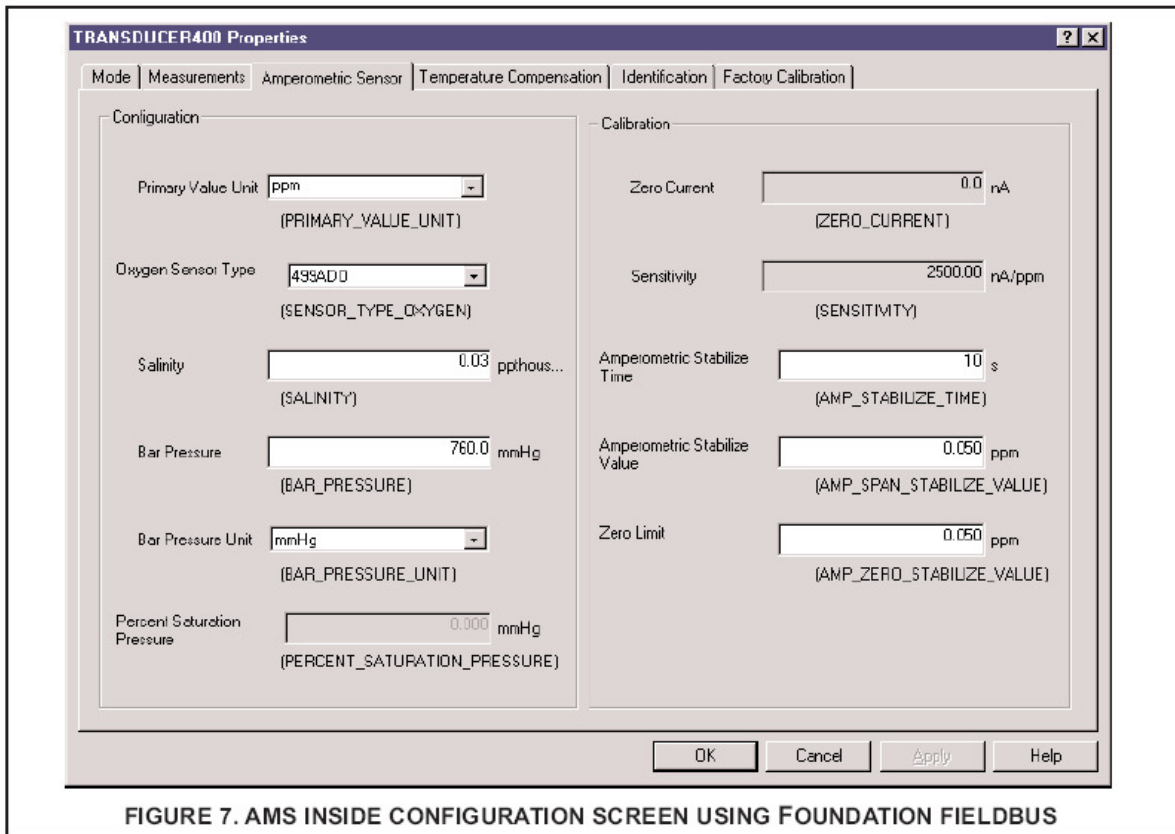 TRANSDUCER400 Properties
? X
Mode Measurements Amperometric Sensor Temperature Compensation Identification Factory Calibration
Configuration
Primary Value Unit ppm
(PRIMARY_VALUE_UNIT)
Oxygen Sensor Type 499ADO
(SENSOR_TYPE_OXYGEN)
Salinity 0.03 ppthous...
(SALINITY)
Bar Pressure 760.0 mmHg
(BAR_PRESSURE)
Bar Pressure Unit mmHg
(BAR_PRESSURE_UNIT)
Percent Saturation
Pressure 0.000 mmHg
(PERCENT_SATURATION_PRESSURE)
Calibration
Zero Current 0.0 nA
(ZERO_CURRENT)
Sensitivity 2500.00 nA/ppm
(SENSITIVITY)
Amperometric Stabilize
Time 10 s
(AMP_STABILIZE_TIME)
Amperometric Stabilize
Value 0.050 ppm
(AMP_SPAN_STABILIZE_VALUE)
Zero Limit 0.050 ppm
(AMP_ZERO_STABILIZE_VALUE)
OK Cancel Apply Help
FIGURE 7. AMS INSIDE CONFIGURATION SCREEN USING FOUNDATION FIELDBUS